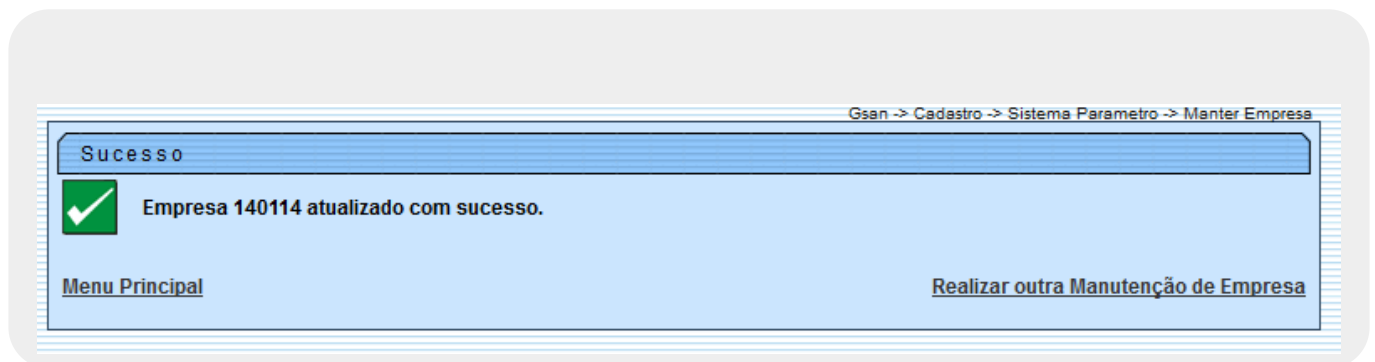 Gsan -> Cadastro -> Sistema Parametro -> Manter Empresa
Sucesso
Empresa 140114 atualizado com sucesso.
Menu Principal Realizar outra Manutenção de Empresa